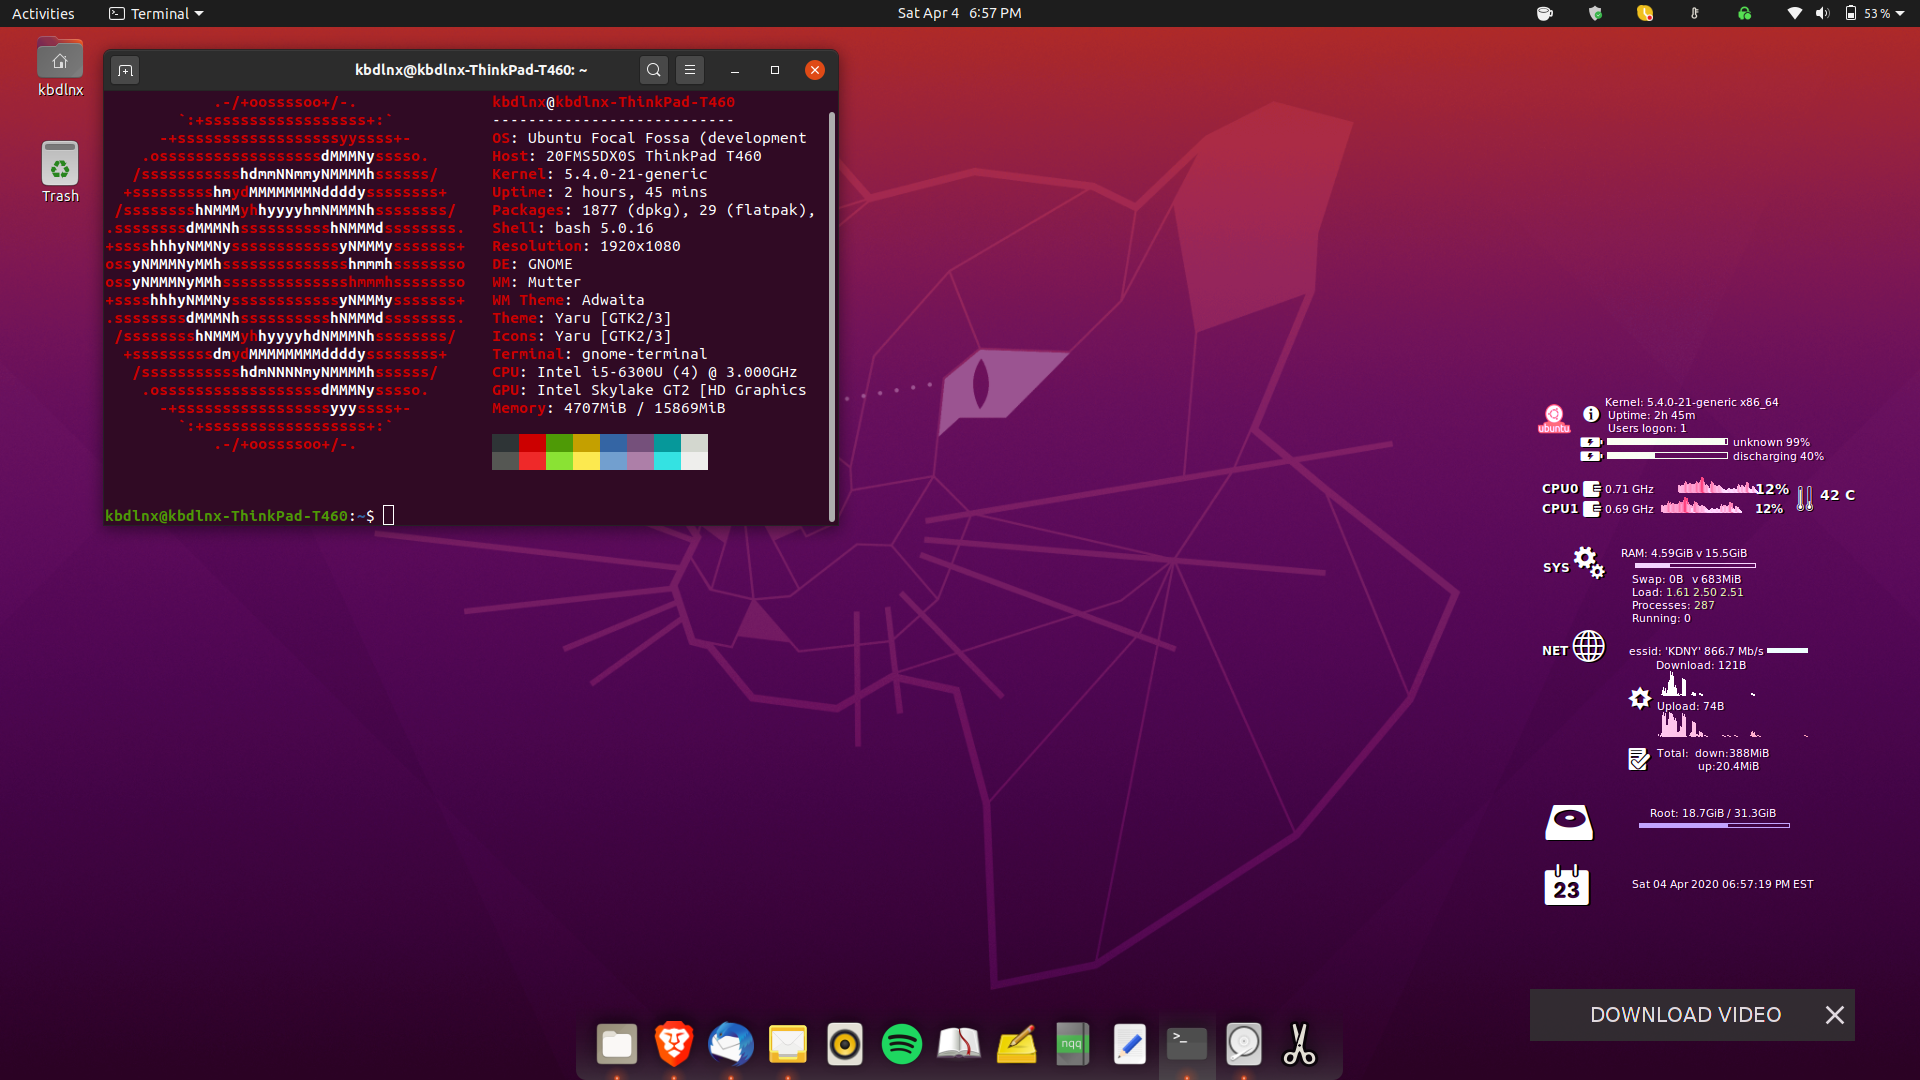 Activities
Terminal
Sat Apr 4 6:57 PM
53 %
kbdlnx
Trash
kbdlnx@kbdlnx-ThinkPad-T460: ~
.-/+oossssoo+/-.
`:+ssssssssssssssssss+:`
-+ssssssssssssssssssyyssss+-
.ossssssssssssssssssdMMMNysssso.
/ssssssssssshdmmNNmmyNMMMMhssssss/
+ssssssssshmydMMMMMMMNddddyssssssss+
/sssssssshNMMMyhhyyyyhmNMMMNhssssssss/
.ssssssssdMMMNhsssssssssshNMMMdssssssss.
+sssshhhyNMMNyssssssssssssyNMMMysssssss+
ossyNMMMNyMMhsssssssssssssshmmmhssssssso
ossyNMMMNyMMhsssssssssssssshmmmhssssssso
+sssshhhyNMMNyssssssssssssyNMMMysssssss+
.ssssssssdMMMNhsssssssssshNMMMdssssssss.
/sssssssshNMMMyhhyyyyhdNMMMNhssssssss/
+sssssssssdmydMMMMMMMMddddyssssssss+
/ssssssssssshdmNNNNmyNMMMMhssssss/
.ossssssssssssssssssdMMMNysssso.
-+sssssssssssssssssyyyssss+-
`:+ssssssssssssssssss+:`
.-/+oossssoo+/-.
kbdlnx@kbdlnx-ThinkPad-T460
---------------------------
OS: Ubuntu Focal Fossa (development
Host: 20FMS5DX0S ThinkPad T460
Kernel: 5.4.0-21-generic
Uptime: 2 hours, 45 mins
Packages: 1877 (dpkg), 29 (flatpak),
Shell: bash 5.0.16
Resolution: 1920x1080
DE: GNOME
WM: Mutter
WM Theme: Adwaita
Theme: Yaru [GTK2/3]
Icons: Yaru [GTK2/3]
Terminal: gnome-terminal
CPU: Intel i5-6300U (4) @ 3.000GHz
GPU: Intel Skylake GT2 [HD Graphics
Memory: 4707MiB / 15869MiB
kbdlnx@kbdlnx-ThinkPad-T460:~$
ubuntu
Kernel: 5.4.0-21-generic x86_64
Uptime: 2h 45m
Users logon: 1
unknown 99%
discharging 40%
CPU0 0.71 GHz 12%
CPU1 0.69 GHz 12%
42 C
SYS
RAM: 4.59GiB v 15.5GiB
Swap: 0B v 683MiB
Load: 1.61 2.50 2.51
Processes: 287
Running: 0
NET
essid: 'KDNY' 866.7 Mb/s
Download: 121B
Upload: 74B
Total: down:388MiB
up:20.4MiB
Root: 18.7GiB / 31.3GiB
23
Sat 04 Apr 2020 06:57:19 PM EST
DOWNLOAD VIDEO
nqq
>_